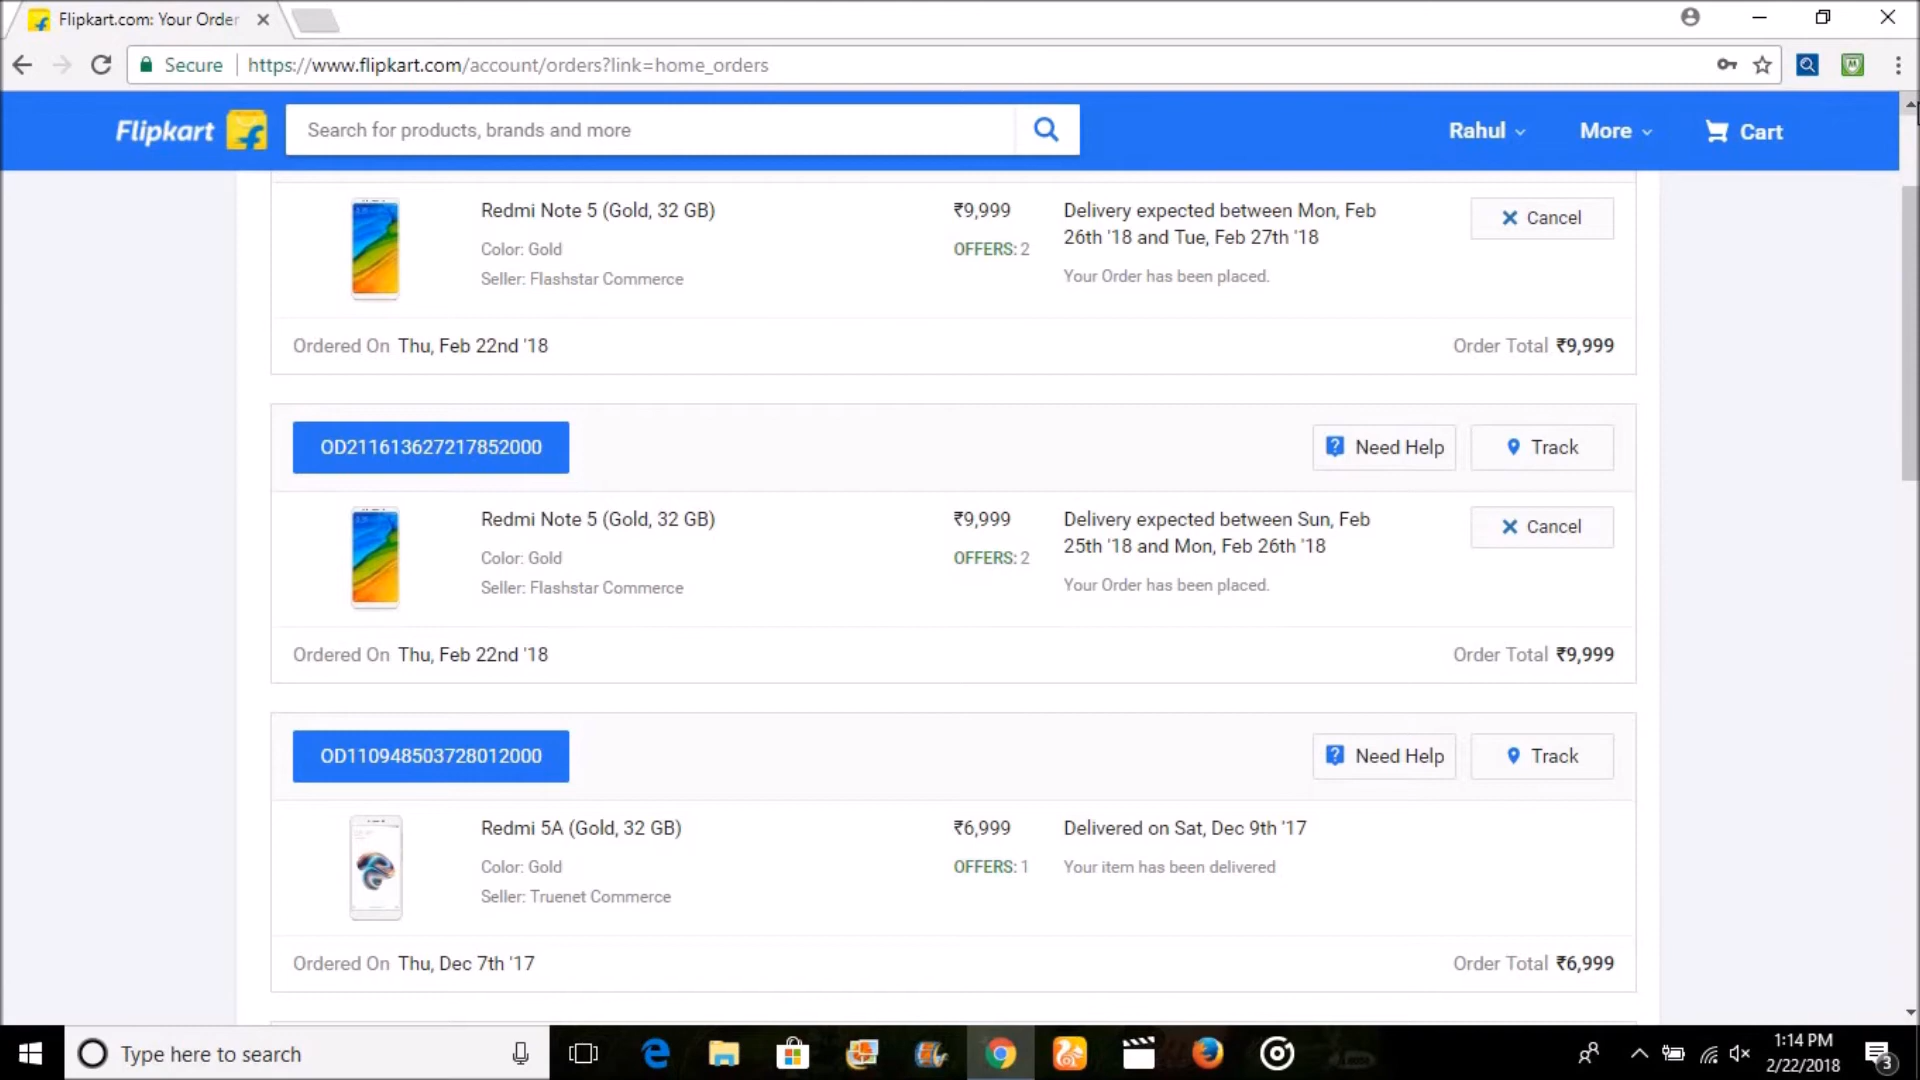 Flipkart.com: Your Order
Secure https://www.flipkart.com/account/orders?link=home_orders
Flipkart Search for products, brands and more Rahul More Cart
Redmi Note 5 (Gold, 32 GB) ₹9,999 Delivery expected between Mon, Feb
26th '18 and Tue, Feb 27th '18 Cancel
Color: Gold OFFERS: 2
Seller: Flashstar Commerce Your Order has been placed.
Ordered On Thu, Feb 22nd '18 Order Total ₹9,999
OD211613627217852000 Need Help Track
Redmi Note 5 (Gold, 32 GB) ₹9,999 Delivery expected between Sun, Feb
25th '18 and Mon, Feb 26th '18 Cancel
Color: Gold OFFERS: 2
Seller: Flashstar Commerce Your Order has been placed.
Ordered On Thu, Feb 22nd '18 Order Total ₹9,999
OD110948503728012000 Need Help Track
Redmi 5A (Gold, 32 GB) ₹6,999 Delivered on Sat, Dec 9th '17
Color: Gold OFFERS: 1 Your item has been delivered
Seller: Truenet Commerce
Ordered On Thu, Dec 7th '17 Order Total ₹6,999
Type here to search
1:14 PM
2/22/2018
3